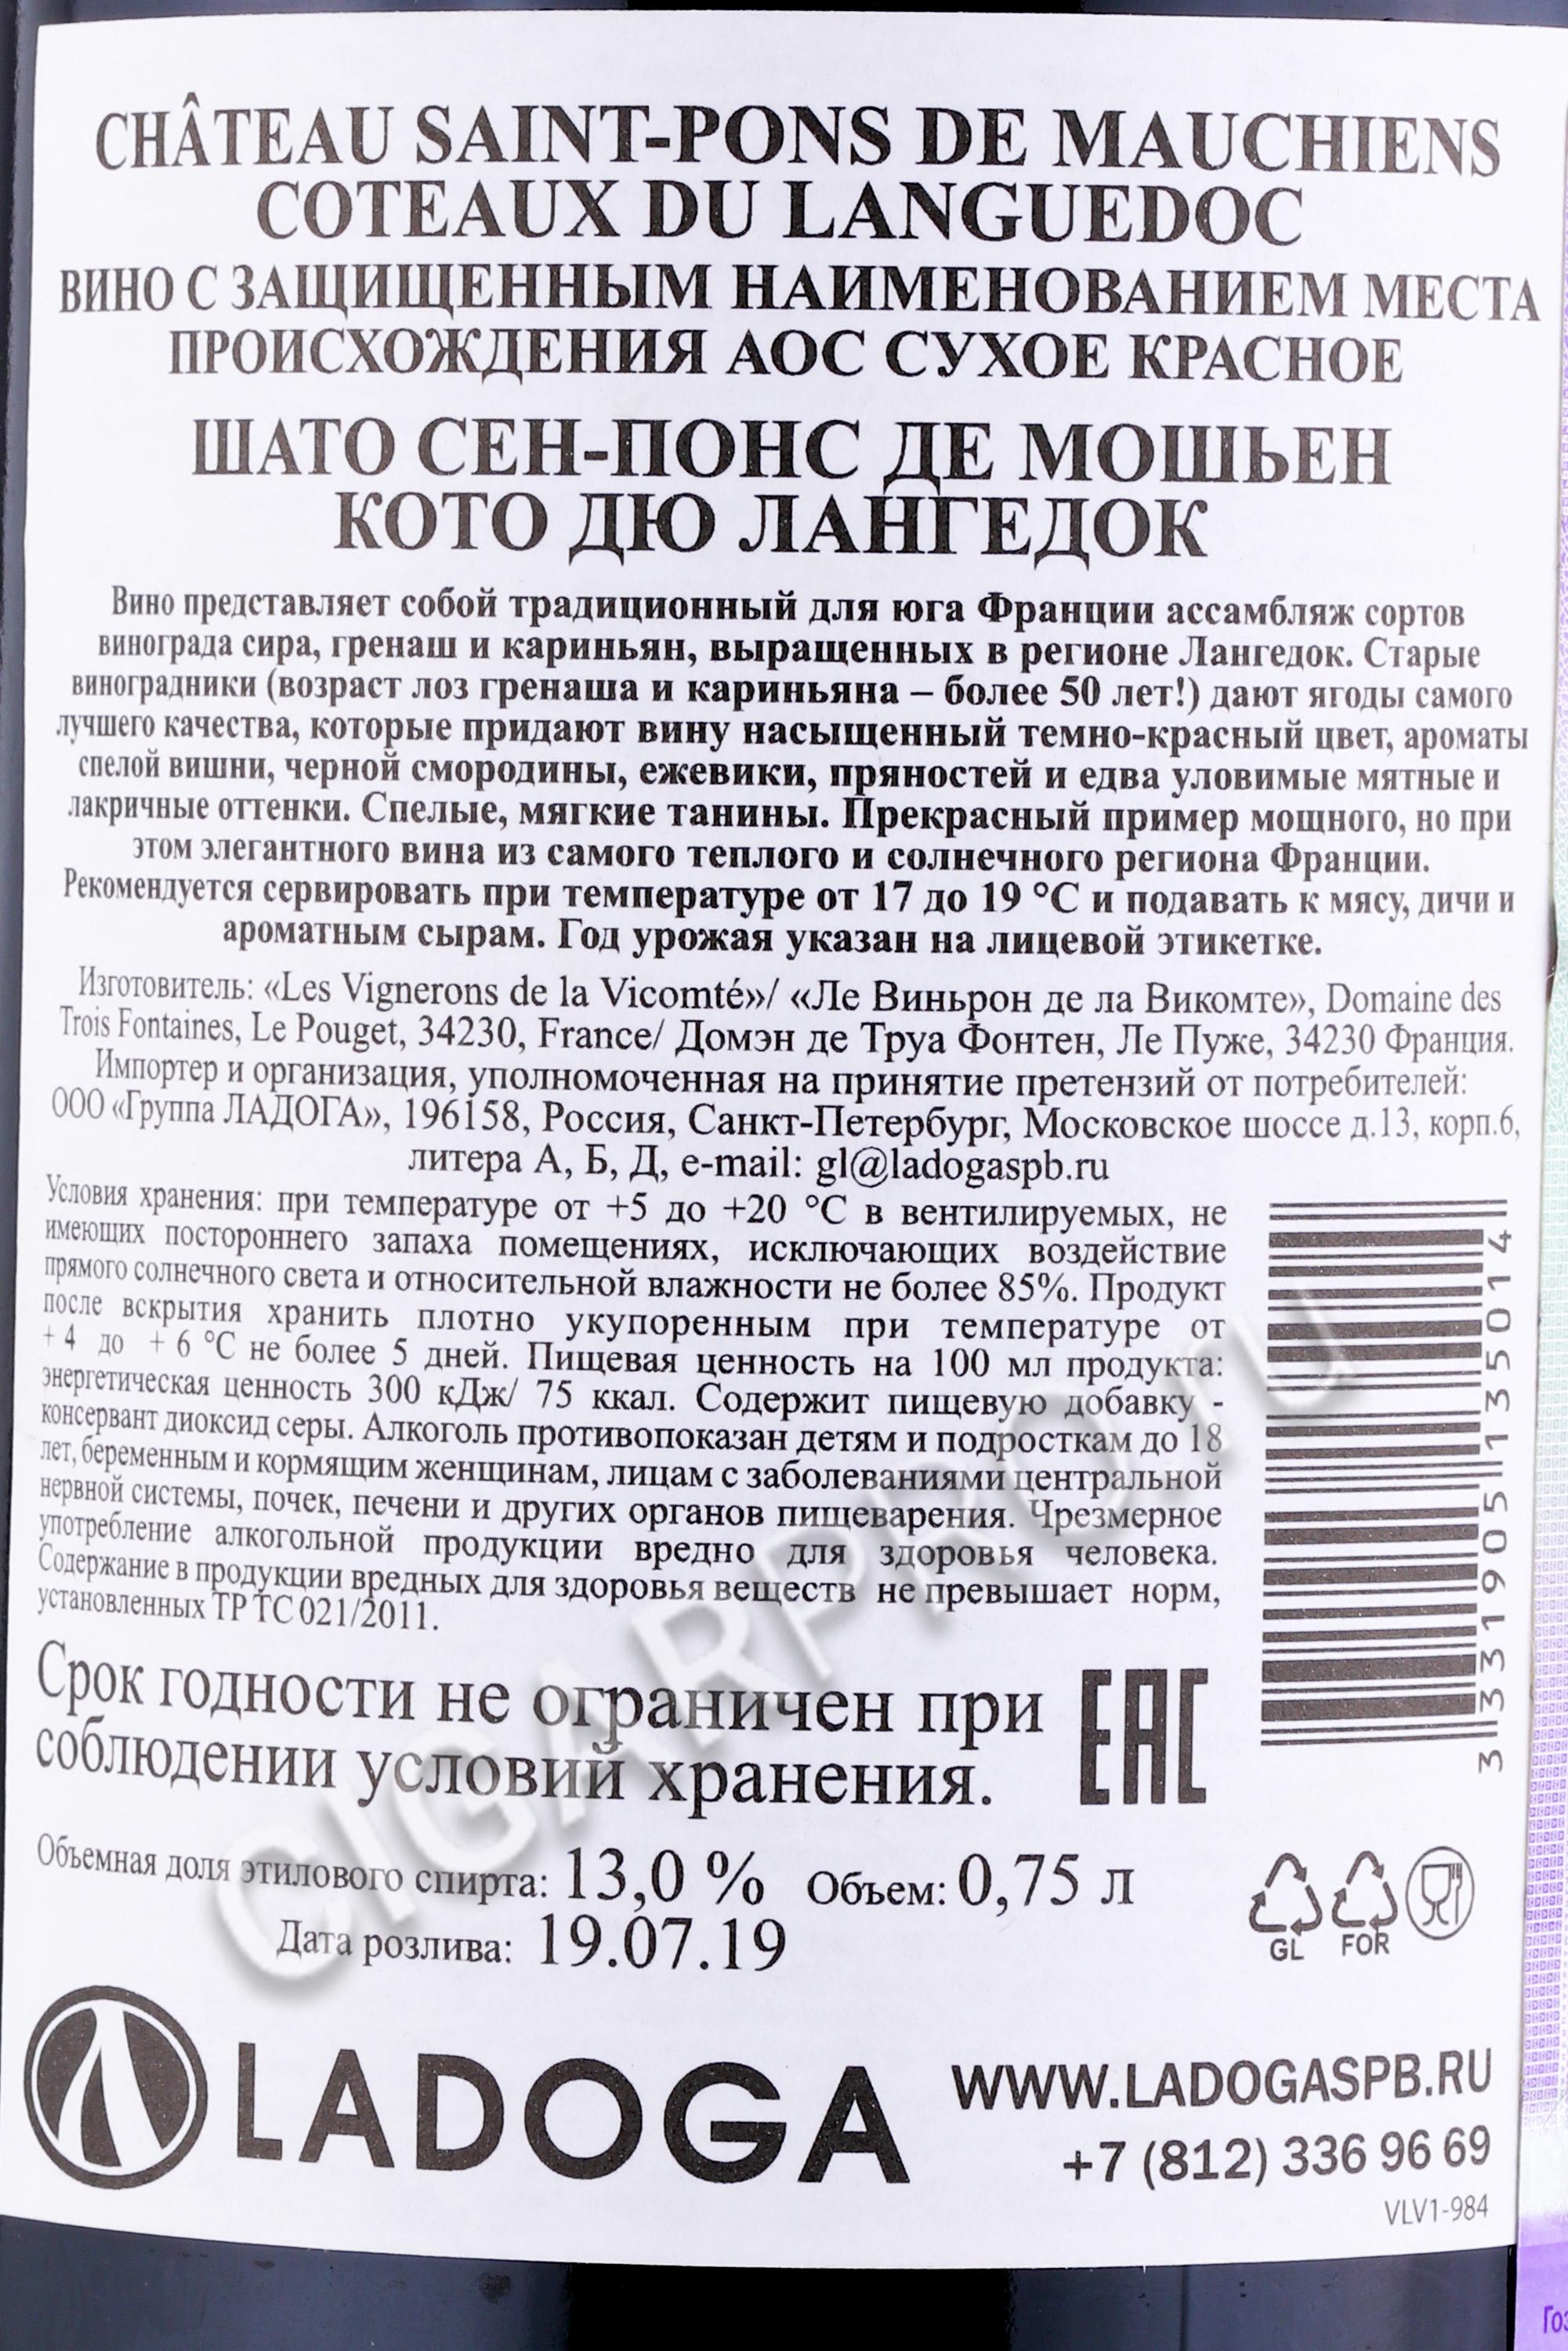 CHÂTEAU SAINT-PONS DE MAUCHIENS
COTEAUX DU LANGUEDOC
ВИНО С ЗАЩИЩЕННЫМ НАИМЕНОВАНИЕМ МЕСТА
ПРОИСХОЖДЕНИЯ АОС СУХОЕ КРАСНОЕ
ШАТО СЕН-ПОНС ДЕ МОШЬЕН
КОТО ДЮ ЛАНГЕДОК
Вино представляет собой традиционный для юга Франции ассамбляж сортов
винограда сира, гренаш и кариньян, выращенных в регионе Лангедок. Старые
виноградники (возраст лоз гренаша и кариньяна – более 50 лет!) дают ягоды самого
лучшего качества, которые придают вину насыщенный темно-красный цвет, ароматы
спелой вишни, черной смородины, ежевики, пряностей и едва уловимые мятные и
лакричные оттенки. Спелые, мягкие танины. Прекрасный пример мощного, но при
этом элегантного вина из самого теплого и солнечного региона Франции.
Рекомендуется сервировать при температуре от 17 до 19 °С и подавать к мясу, дичи и
ароматным сырам. Год урожая указан на лицевой этикетке.
Изготовитель: «Les Vignerons de la Vicomté»/ «Ле Виньрон де ла Викомте», Domaine des
Trois Fontaines, Le Pouget, 34230, France/ Домэн де Труа Фонтен, Ле Пуже, 34230 Франция.
Импортер и организация, уполномоченная на принятие претензий от потребителей:
ООО «Группа ЛАДОГА», 196158, Россия, Санкт-Петербург, Московское шоссе д.13, корп.6,
литера А, Б, Д, e-mail: gl@ladogaspb.ru
Условия хранения: при температуре от +5 до +20 °С в вентилируемых, не
имеющих постороннего запаха помещениях, исключающих воздействие
прямого солнечного света и относительной влажности не более 85%. Продукт
после вскрытия хранить плотно укупоренным при температуре от
+ 4 до + 6 °С не более 5 дней. Пищевая ценность на 100 мл продукта:
энергетическая ценность 300 кДж/ 75 ккал. Содержит пищевую добавку -
консервант диоксид серы. Алкоголь противопоказан детям и подросткам до 18
лет, беременным и кормящим женщинам, лицам с заболеваниями центральной
нервной системы, почек, печени и других органов пищеварения. Чрезмерное
употребление алкогольной продукции вредно для здоровья человека.
Содержание в продукции вредных для здоровья веществ не превышает норм,
установленных ТР ТС 021/2011.
3 331905 135014
Срок годности не ограничен при
соблюдении условий хранения.
EAC
Объемная доля этилового спирта: 13,0 % Объем: 0,75 л
Дата розлива: 19.07.19
GL FOR
LADOGA
WWW.LADOGASPB.RU
+7 (812) 336 96 69
VLV1-984
CIGARPRO.ru